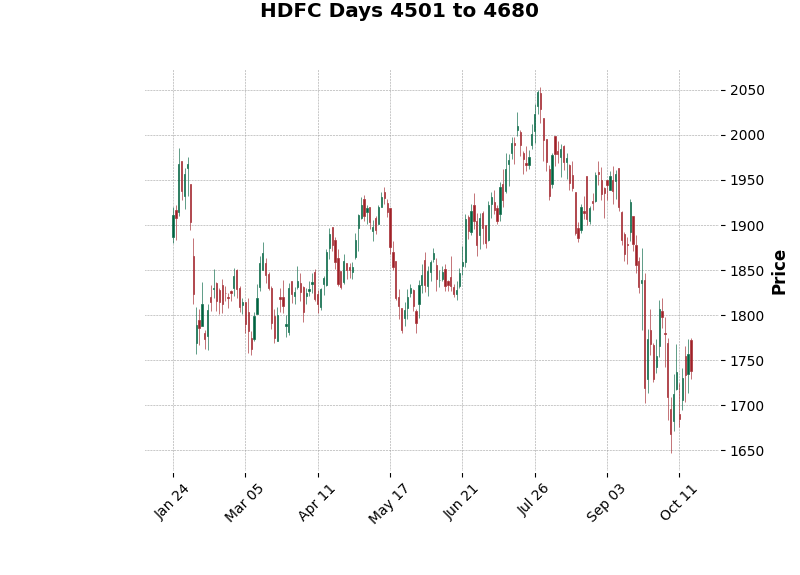 HDFC Days 4501 to 4680
2050
2000
1950
1900
1850
1800
1750
1700
1650
Price
Jan 24
Mar 05
Apr 11
May 17
Jun 21
Jul 26
Sep 03
Oct 11